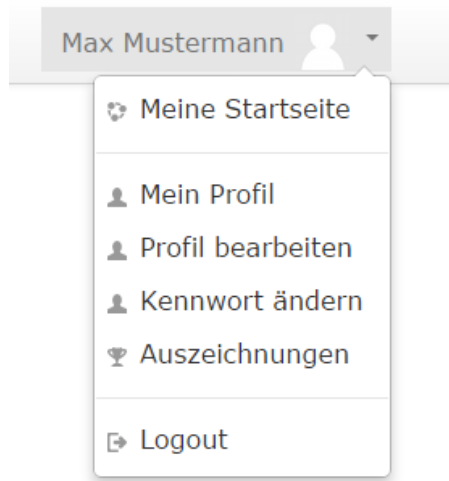 Max Mustermann
Meine Startseite
Mein Profil
Profil bearbeiten
Kennwort ändern
Auszeichnungen
Logout